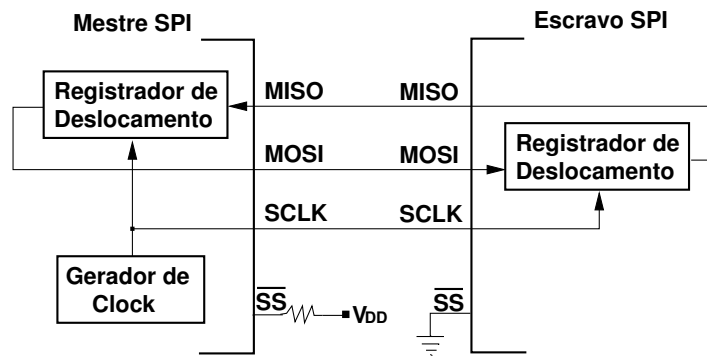 Mestre SPI
Escravo SPI
Registrador de
Deslocamento
MISO
MISO
MOSI
MOSI
Registrador de
Deslocamento
SCLK
SCLK
Gerador de
Clock
SS
VDD
SS